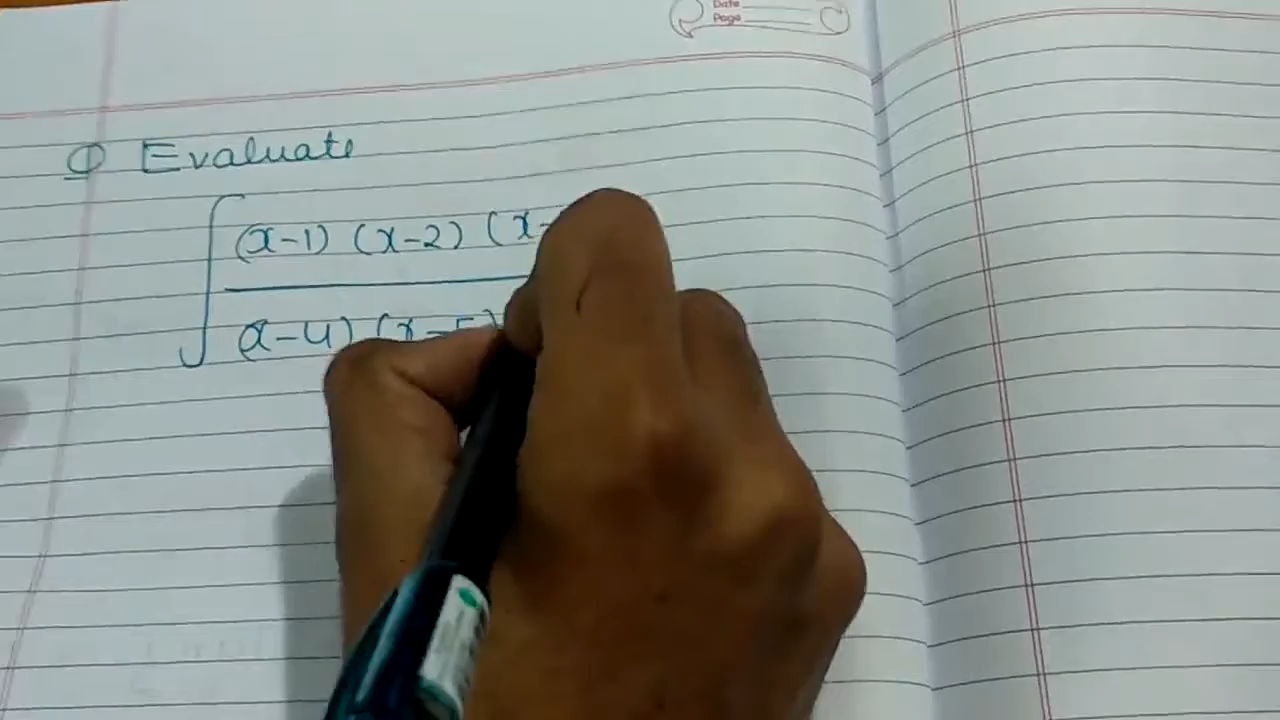 Date
Page
Q Evaluate
∫ (x-1) (x-2) (x-
(x-4) (x-5)